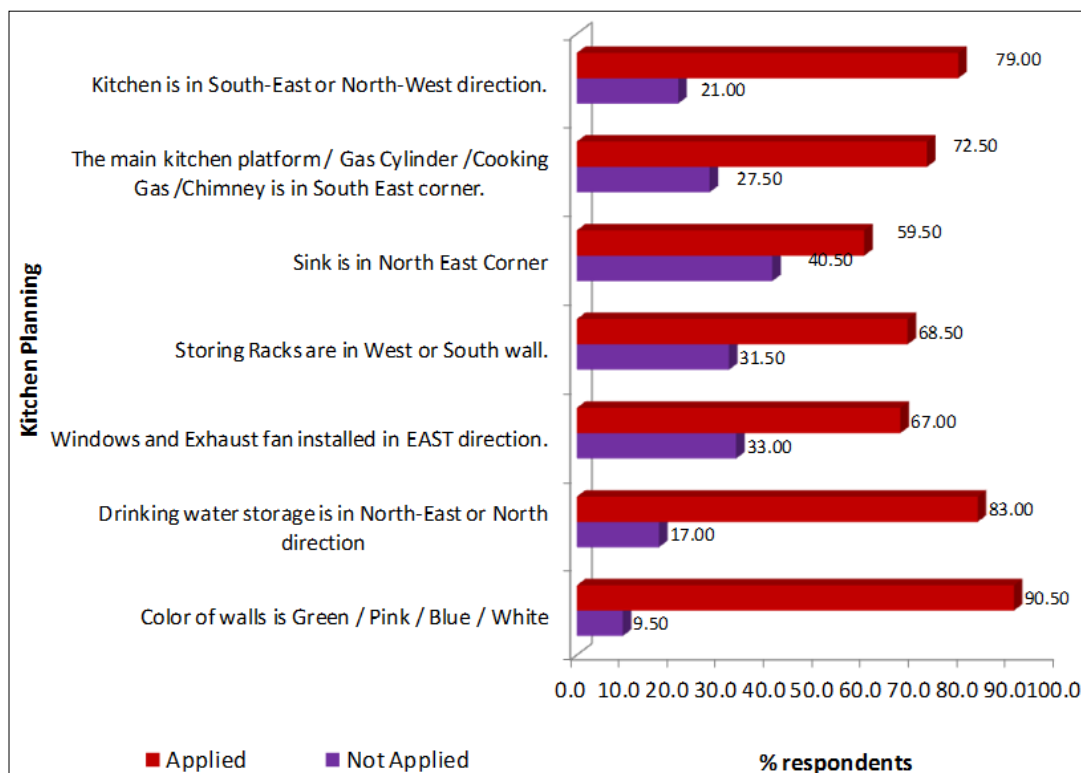 Kitchen is in South-East or North-West direction.
79.00
21.00
The main kitchen platform / Gas Cylinder /Cooking
Gas /Chimney is in South East corner.
72.50
27.50
Sink is in North East Corner
59.50
40.50
Storing Racks are in West or South wall.
68.50
31.50
Windows and Exhaust fan installed in EAST direction.
67.00
33.00
Drinking water storage is in North-East or North
direction
83.00
17.00
Color of walls is Green / Pink / Blue / White
90.50
9.50
Kitchen Planning
0.0 10.0 20.0 30.0 40.0 50.0 60.0 70.0 80.0 90.0 100.0
Applied
Not Applied
% respondents